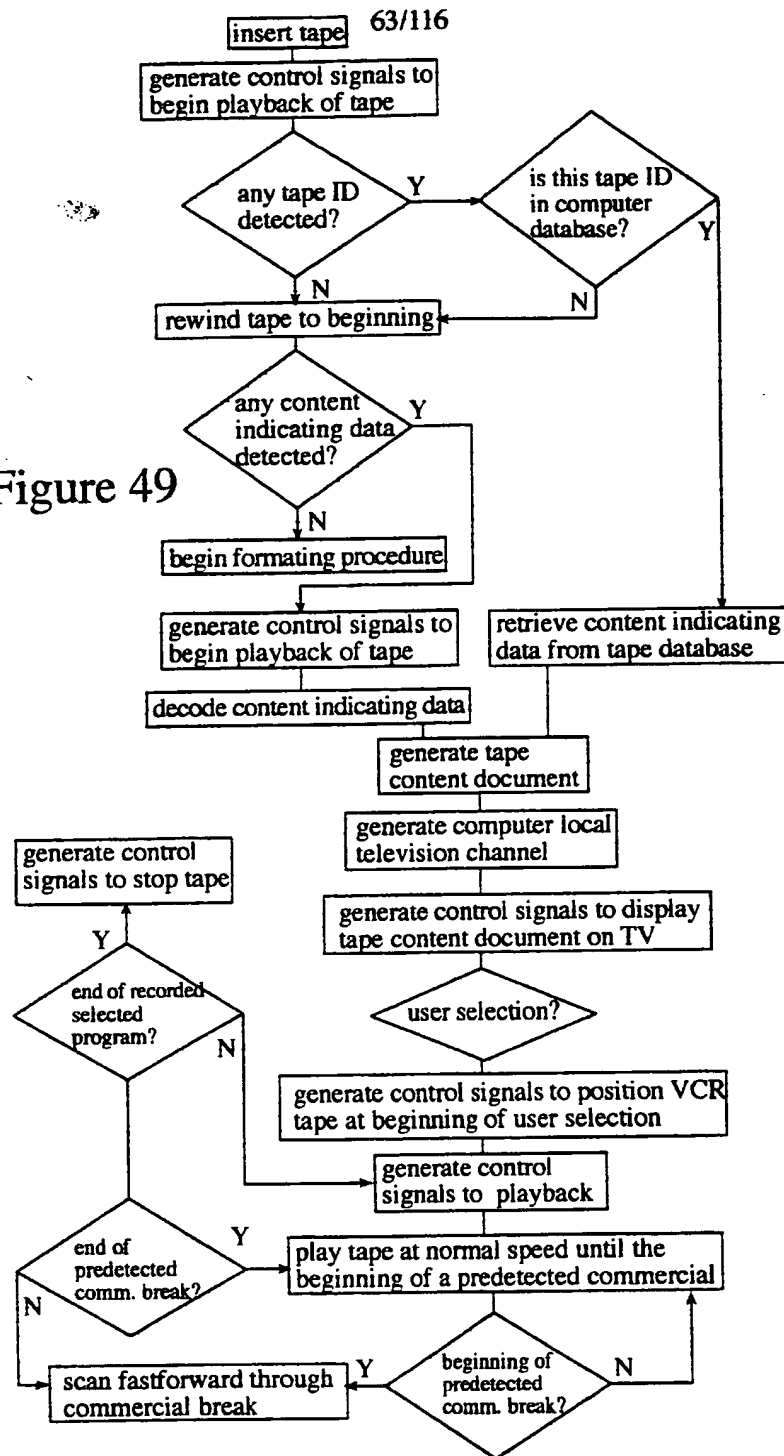 63/116
insert tape
generate control signals to
begin playback of tape
any tape ID
detected?
Y
is this tape ID
in computer
database?
Y
N
N
rewind tape to beginning
any content
indicating data
detected?
Y
Figure 49
N
begin formating procedure
generate control signals to
begin playback of tape
retrieve content indicating
data from tape database
decode content indicating data
generate tape
content document
generate computer local
television channel
generate control
signals to stop tape
generate control signals to display
tape content document on TV
Y
end of recorded
selected
program?
N
user selection?
generate control signals to position VCR
tape at beginning of user selection
generate control
signals to playback
end of
predetected
comm. break?
Y
N
play tape at normal speed until the
beginning of a predetected commercial
scan fastforward through
commercial break
Y
beginning of
predetected
comm. break?
N